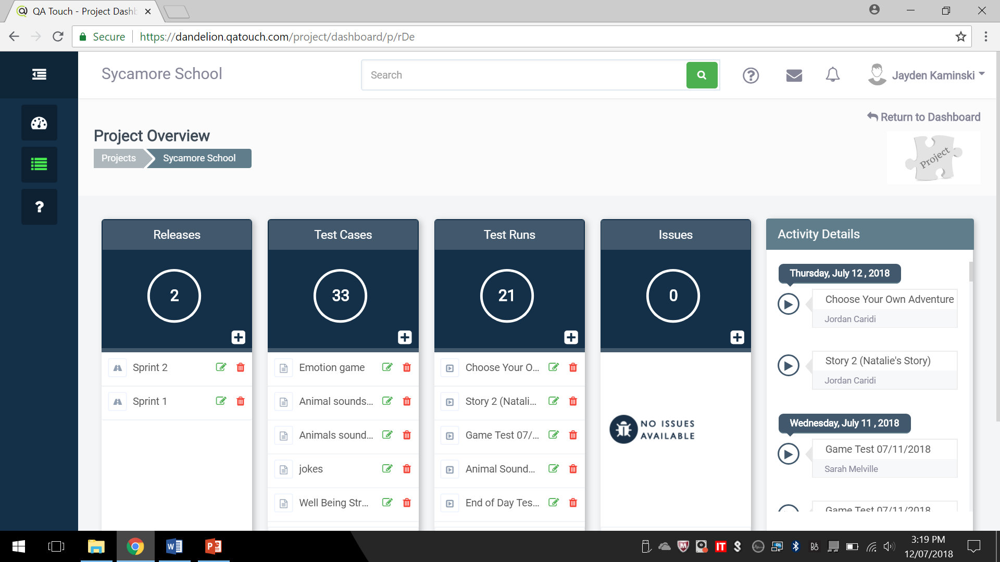 QA Touch - Project Dashb
Secure
https://dandelion.qatouch.com/project/dashboard/p/rDe
Sycamore School
Search
Jayden Kaminski
Return to Dashboard
Project Overview
Projects
Sycamore School
Project
Releases
2
Sprint 2
Sprint 1
Test Cases
33
Emotion game
Animal sounds...
Animals sound...
jokes
Well Being Str...
Test Runs
21
Choose Your O...
Story 2 (Natali...
Game Test 07/...
Animal Sound...
End of Day Tes...
Issues
0
NO ISSUES
AVAILABLE
Activity Details
Thursday, July 12 , 2018
Choose Your Own Adventure
Jordan Caridi
Story 2 (Natalie's Story)
Jordan Caridi
Wednesday, July 11 , 2018
Game Test 07/11/2018
Sarah Melville
Game Test 07/11/2018
IT
3:19 PM
12/07/2018